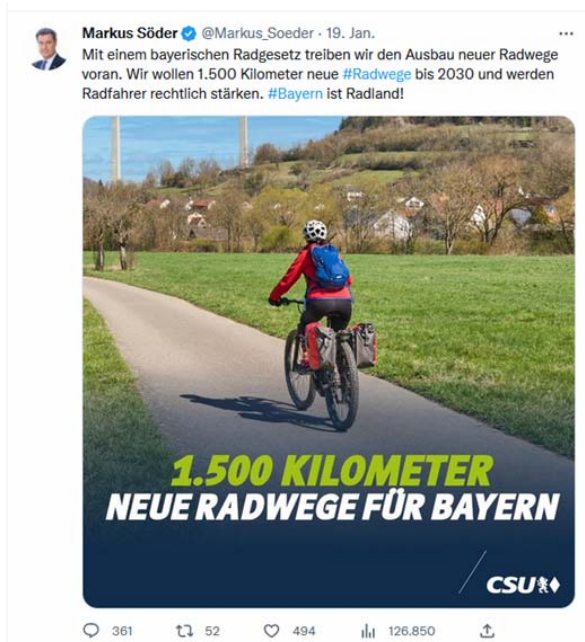 Markus Söder @Markus_Soeder · 19. Jan.
Mit einem bayerischen Radgesetz treiben wir den Ausbau neuer Radwege
voran. Wir wollen 1.500 Kilometer neue #Radwege bis 2030 und werden
Radfahrer rechtlich stärken. #Bayern ist Radland!
1.500 KILOMETER
NEUE RADWEGE FÜR BAYERN
CSU
361 52 494 126.850